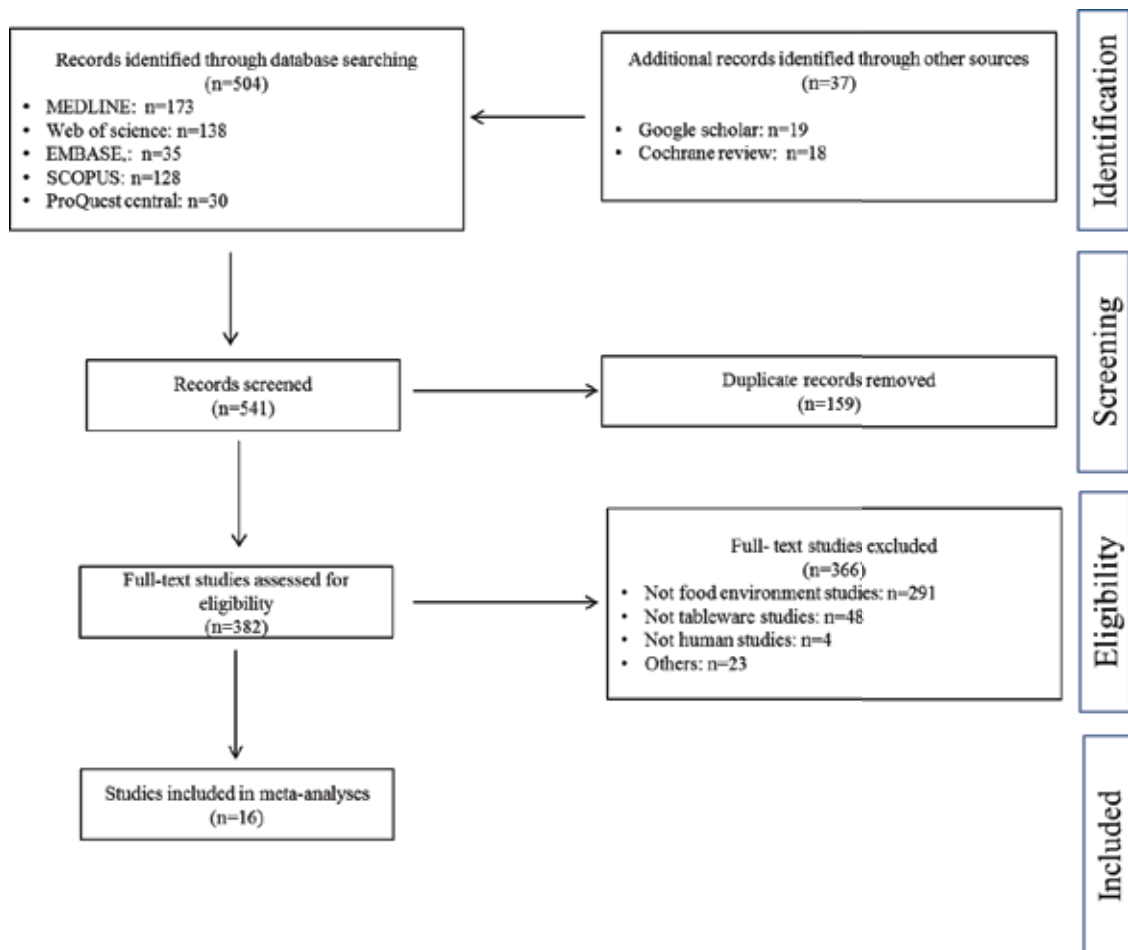 Records identified through database searching
(n=504)
• MEDLINE: n=173
• Web of science: n=138
• EMBASE,: n=35
• SCOPUS: n=128
• ProQuest central: n=30
Additional records identified through other sources
(n=37)
• Google scholar: n=19
• Cochrane review: n=18
Identification
Records screened
(n=541)
Duplicate records removed
(n=159)
Screening
Full-text studies assessed for
eligibility
(n=382)
Full- text studies excluded
(n=366)
• Not food environment studies: n=291
• Not tableware studies: n=48
• Not human studies: n=4
• Others: n=23
Eligibility
Studies included in meta-analyses
(n=16)
Included